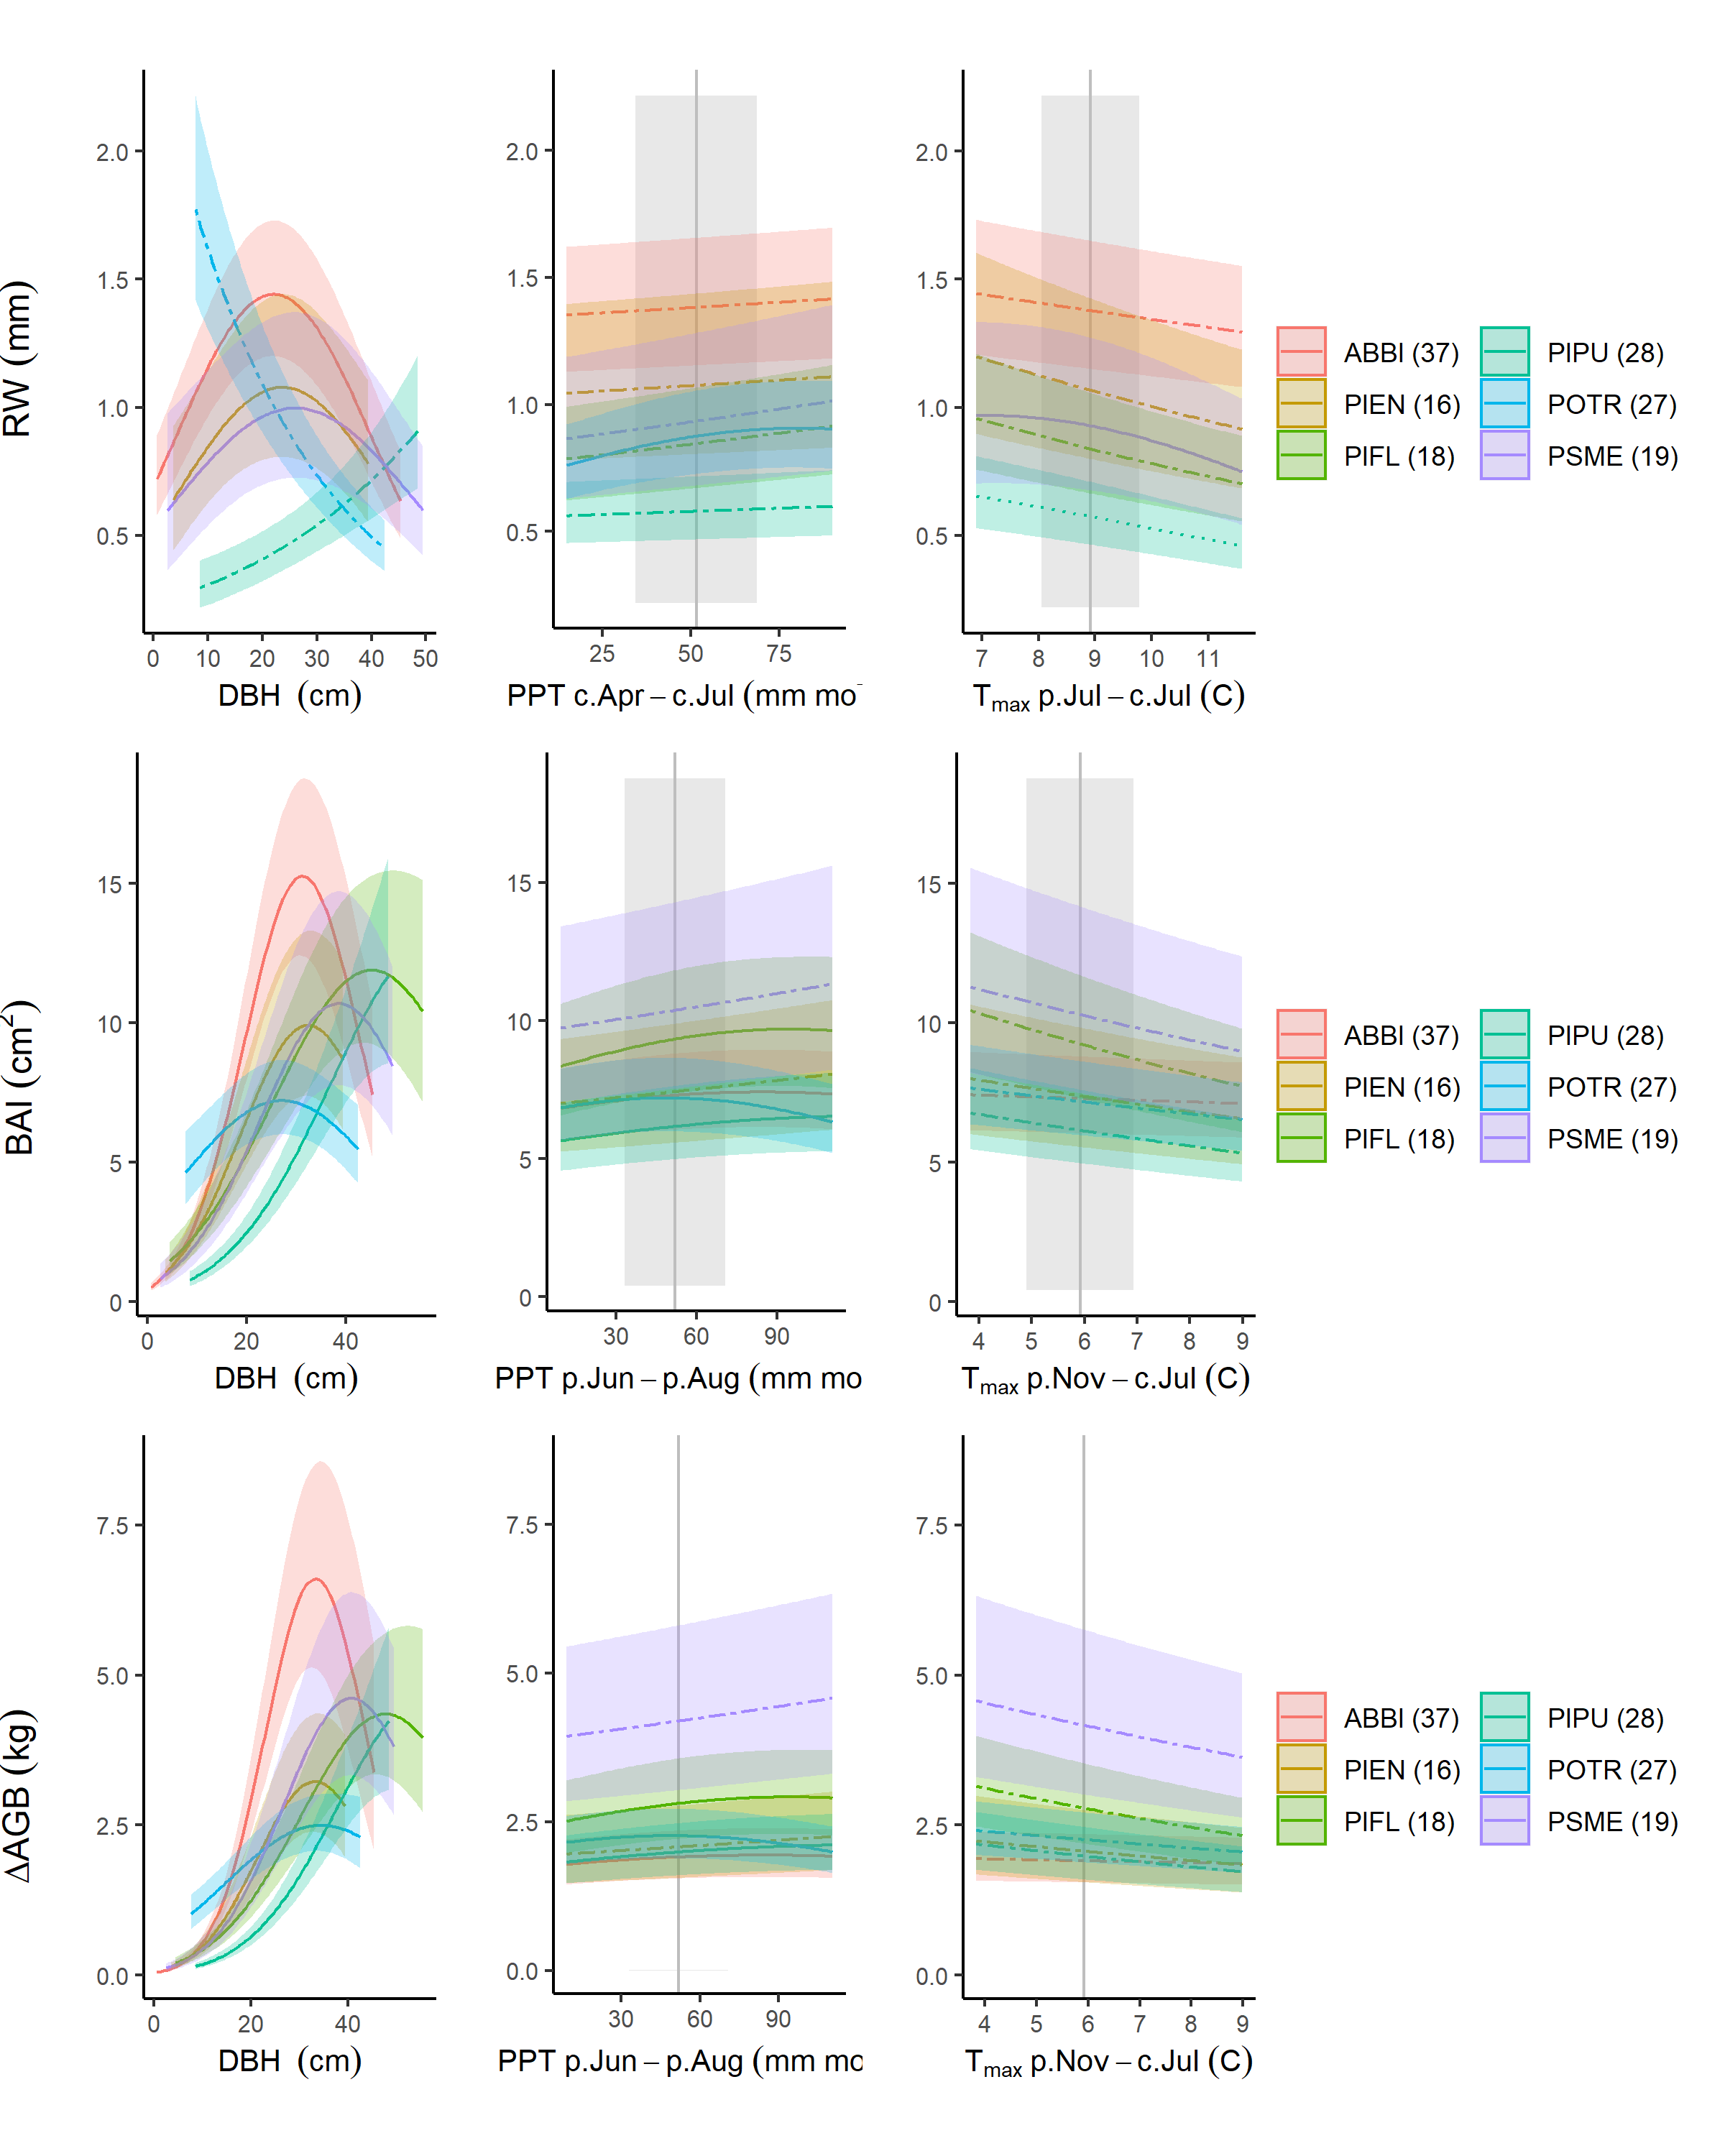 RW (mm)
2.0
1.5
1.0
0.5
0 10 20 30 40 50
DBH (cm)
2.0
1.5
1.0
0.5
25 50 75
PPT c.Apr – c.Jul (mm mo⁻
2.0
1.5
1.0
0.5
7 8 9 10 11
Tmax p.Jul – c.Jul (C)
ABBI (37) PIPU (28)
PIEN (16) POTR (27)
PIFL (18) PSME (19)
BAI (cm²)
15
10
5
0
0 20 40
DBH (cm)
15
10
5
0
30 60 90
PPT p.Jun – p.Aug (mm mo
15
10
5
0
4 5 6 7 8 9
Tmax p.Nov – c.Jul (C)
ABBI (37) PIPU (28)
PIEN (16) POTR (27)
PIFL (18) PSME (19)
ΔAGB (kg)
7.5
5.0
2.5
0.0
0 20 40
DBH (cm)
7.5
5.0
2.5
0.0
30 60 90
PPT p.Jun – p.Aug (mm mo
7.5
5.0
2.5
0.0
4 5 6 7 8 9
Tmax p.Nov – c.Jul (C)
ABBI (37) PIPU (28)
PIEN (16) POTR (27)
PIFL (18) PSME (19)